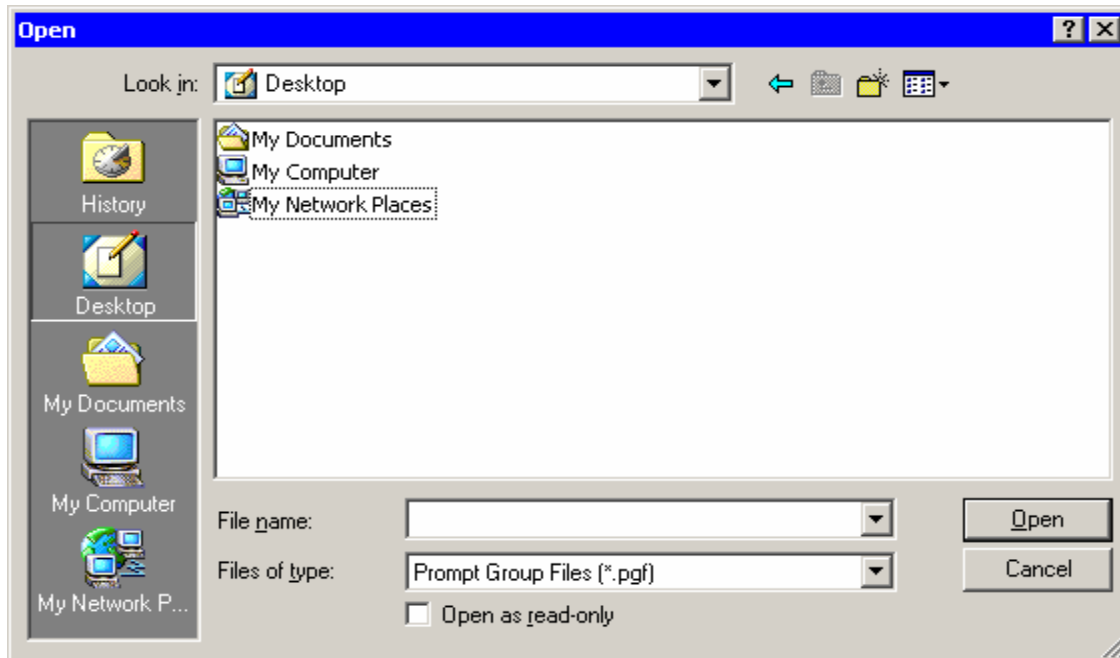 Open
Look in: Desktop
My Documents
My Computer
My Network Places
History
Desktop
My Documents
My Computer
My Network P...
File name:
Open
Files of type: Prompt Group Files (*.pgf)
Cancel
Open as read-only